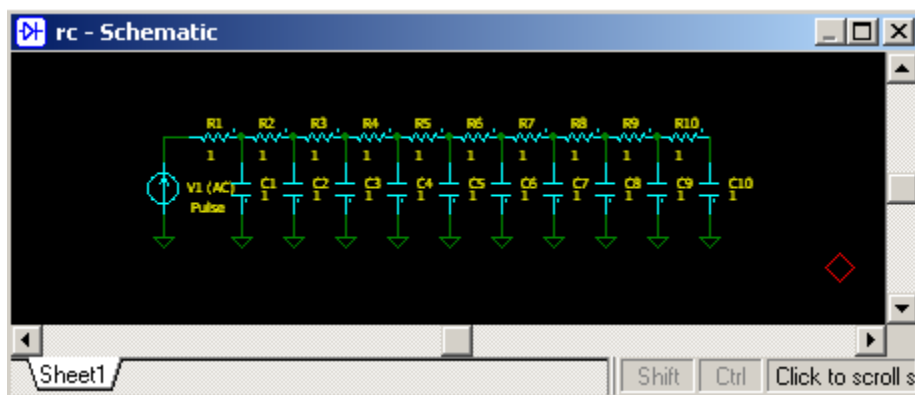 rc - Schematic
R1 R2 R3 R4 R5 R6 R7 R8 R9 R10
1 1 1 1 1 1 1 1 1 1
V1 (AC) C1 C2 C3 C4 C5 C6 C7 C8 C9 C10
Pulse 1 1 1 1 1 1 1 1 1 1
Sheet1 Shift Ctrl Click to scroll s